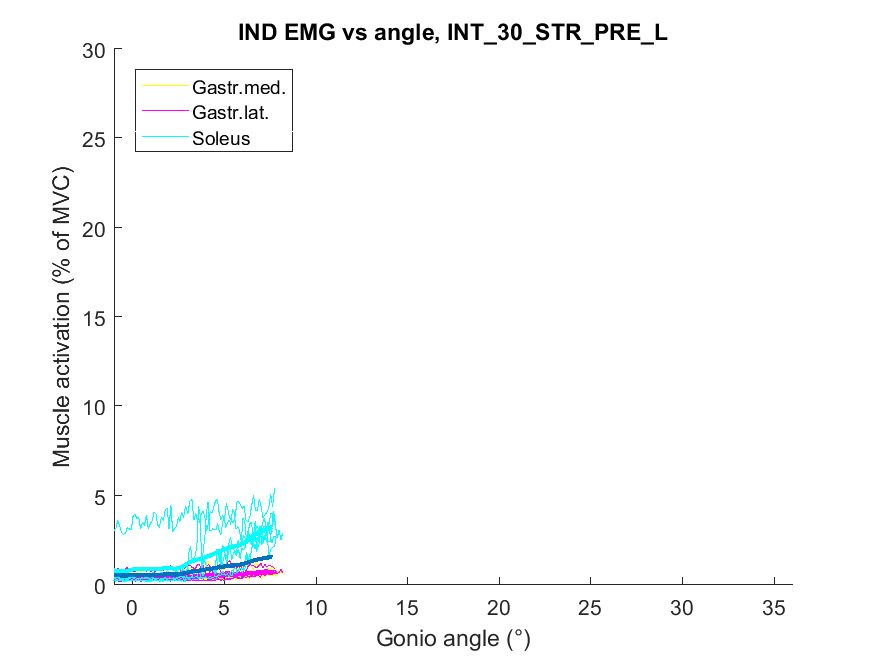 IND EMG vs angle, INT_30_STR_PRE_L
30
Gastr.med.
Gastr.lat.
Soleus
25
20
15
10
5
0
Muscle activation (% of MVC)
0 5 10 15 20 25 30 35
Gonio angle (°)